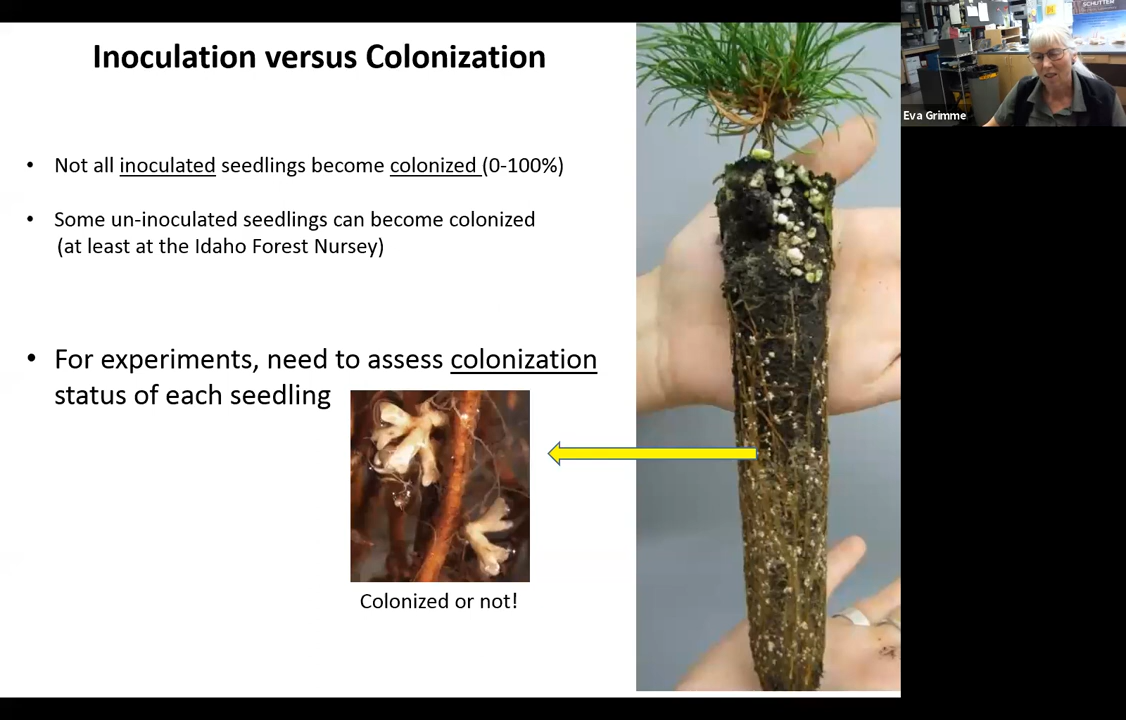 Inoculation versus Colonization
• Not all inoculated seedlings become colonized (0-100%)
• Some un-inoculated seedlings can become colonized
(at least at the Idaho Forest Nursey)
• For experiments, need to assess colonization
status of each seedling
Colonized or not!
SCHUTTER
Eva Grimme